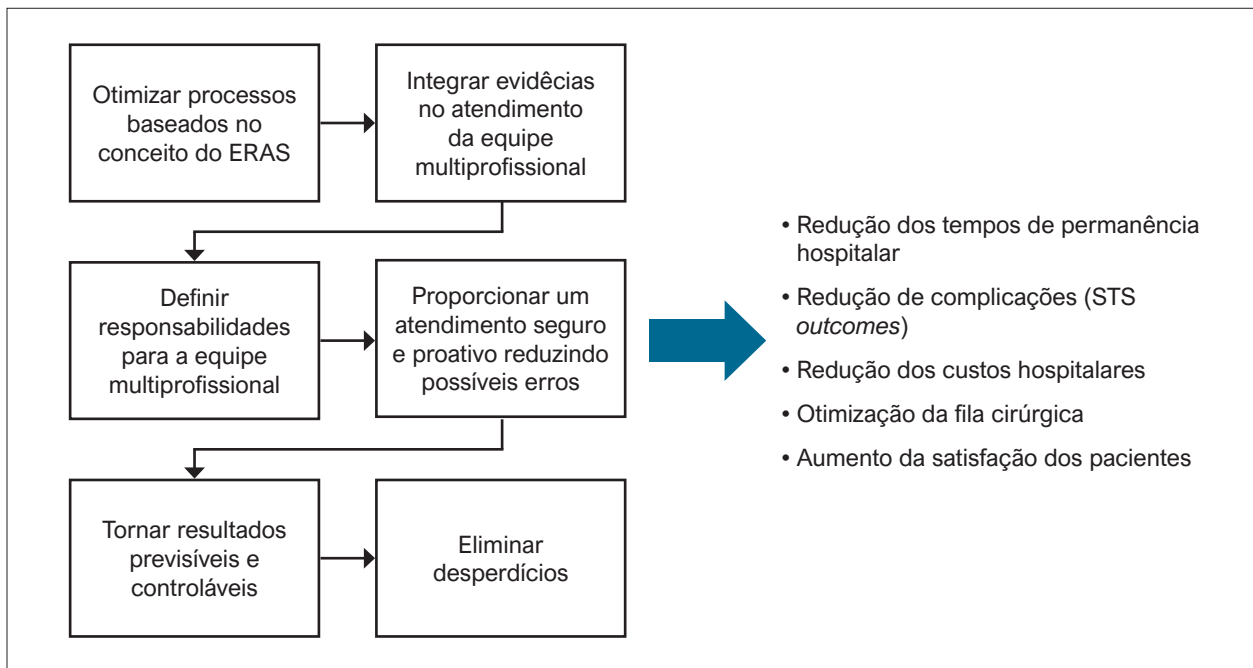 Otimizar processos
baseados no
conceito do ERAS
Integrar evidêcias
no atendimento
da equipe
multiprofissional
Definir
responsabilidades
para a equipe
multiprofissional
Proporcionar um
atendimento seguro
e proativo reduzindo
possíveis erros
Tornar resultados
previsíveis e
controláveis
Eliminar
desperdícios
• Redução dos tempos de permanência
hospitalar
• Redução de complicações (STS
outcomes)
• Redução dos custos hospitalares
• Otimização da fila cirúrgica
• Aumento da satisfação dos pacientes